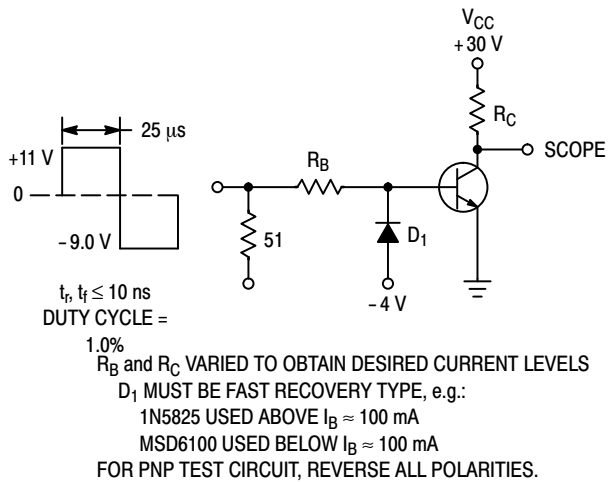 V_CC
+30 V
25 μs
R_C
+11 V
SCOPE
R_B
0
51
D₁
−9.0 V
−4 V
t_r, t_f ≤ 10 ns
DUTY CYCLE =
1.0%
R_B and R_C VARIED TO OBTAIN DESIRED CURRENT LEVELS
D₁ MUST BE FAST RECOVERY TYPE, e.g.:
1N5825 USED ABOVE I_B ≈ 100 mA
MSD6100 USED BELOW I_B ≈ 100 mA
FOR PNP TEST CIRCUIT, REVERSE ALL POLARITIES.